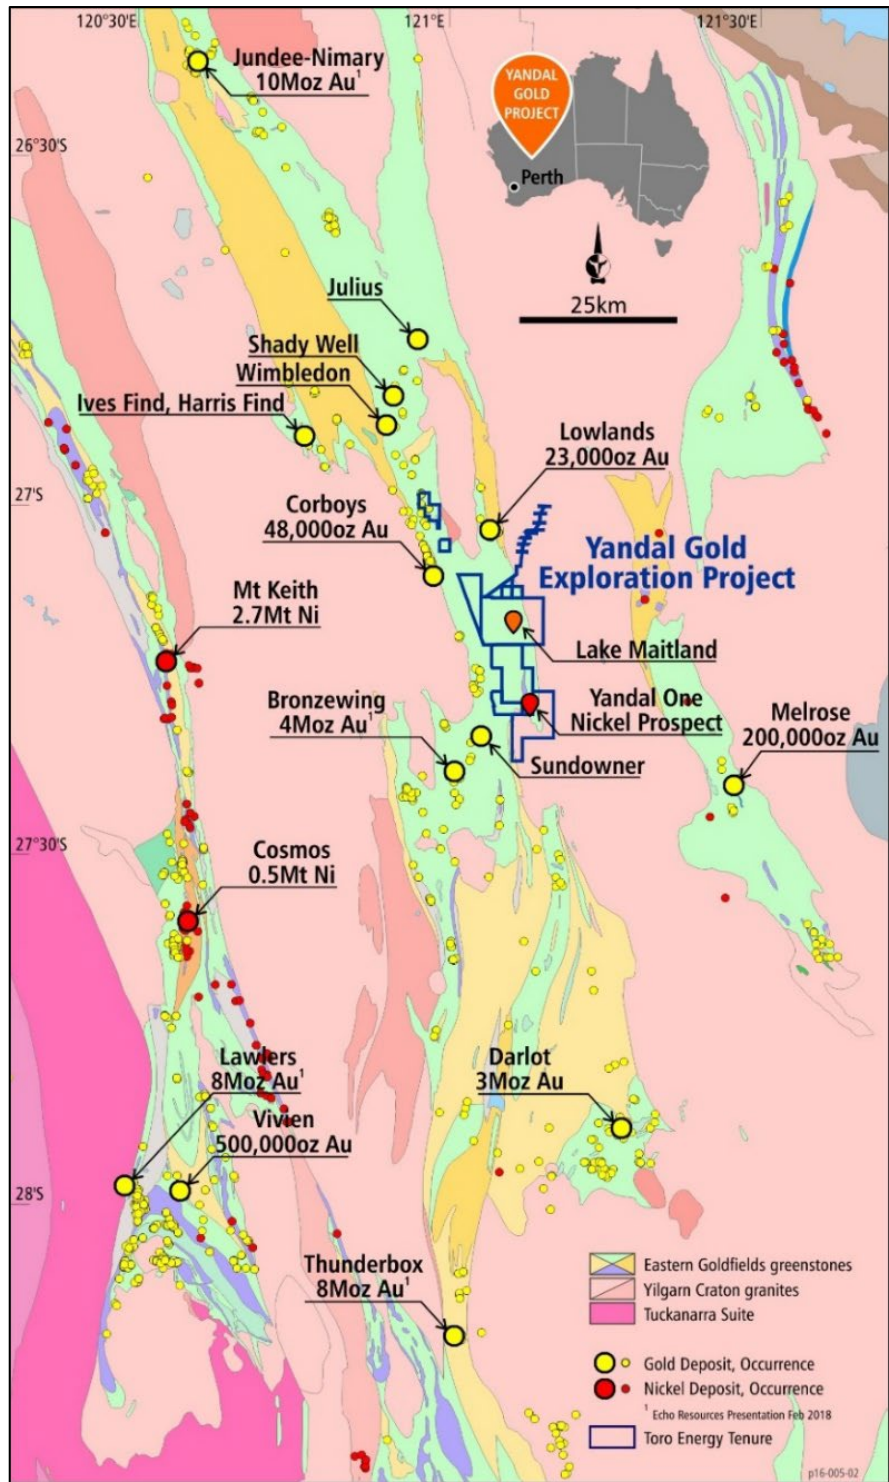 120°30'E
121°E
121°30'E
Jundee-Nimary
10Moz Au¹
YANDAL
GOLD
PROJECT
26°30'S
Perth
25km
Julius
Shady Well
Wimbledon
Ives Find, Harris Find
Lowlands
23,000oz Au
27°S
Corboys
48,000oz Au
Yandal Gold
Exploration Project
Mt Keith
2.7Mt Ni
Lake Maitland
Bronzewing
4Moz Au¹
Yandal One
Nickel Prospect
Melrose
200,000oz Au
Sundowner
27°30'S
Cosmos
0.5Mt Ni
Lawlers
8Moz Au¹
Darlot
3Moz Au
Vivien
500,000oz Au
28°S
Thunderbox
8Moz Au¹
Eastern Goldfields greenstones
Yilgarn Craton granites
Tuckanarra Suite
Gold Deposit, Occurrence
Nickel Deposit, Occurrence
¹ Echo Resources Presentation Feb 2018
Toro Energy Tenure
p16-005-02